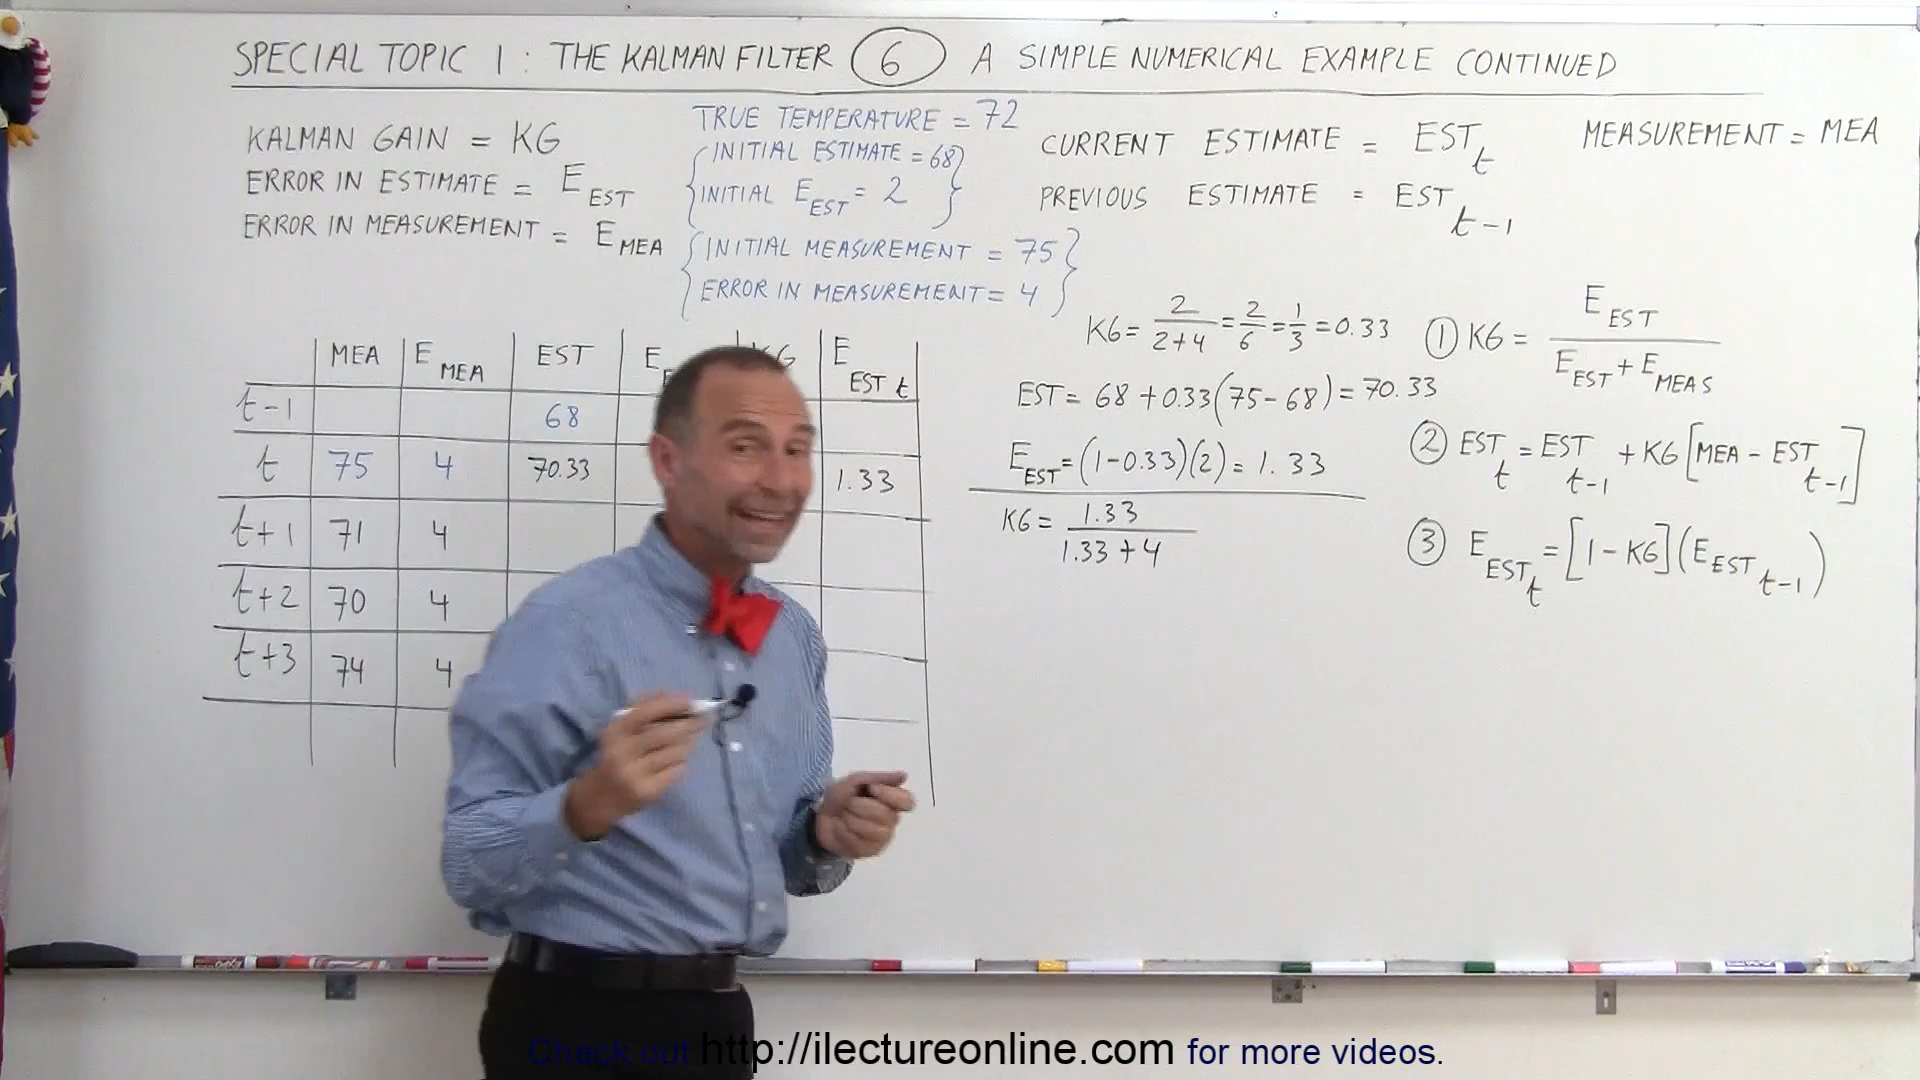 SPECIAL TOPIC 1: THE KALMAN FILTER 6 A SIMPLE NUMERICAL EXAMPLE CONTINUED
KALMAN GAIN = KG
ERROR IN ESTIMATE = E EST
ERROR IN MEASUREMENT = E MEA
TRUE TEMPERATURE = 72
{INITIAL ESTIMATE = 68}
{INITIAL E EST = 2}
{INITIAL MEASUREMENT = 75}
{ERROR IN MEASUREMENT = 4}
CURRENT ESTIMATE = EST t
PREVIOUS ESTIMATE = EST t-1
MEASUREMENT = MEA
MEA E MEA EST E E EST t
t-1 68
t 75 4 70.33 1.33
t+1 71 4
t+2 70 4
t+3 74 4
KG = 2/(2+4) = 2/6 = 1/3 = 0.33
EST = 68 + 0.33(75-68) = 70.33
E EST = (1-0.33)(2) = 1.33
KG = 1.33/(1.33+4)
① KG = E EST / (E EST + E MEAS)
② EST t = EST t-1 + KG [MEA - EST t-1]
③ E EST t = [1-KG](E EST t-1)
Check out http://ilectureonline.com for more videos.